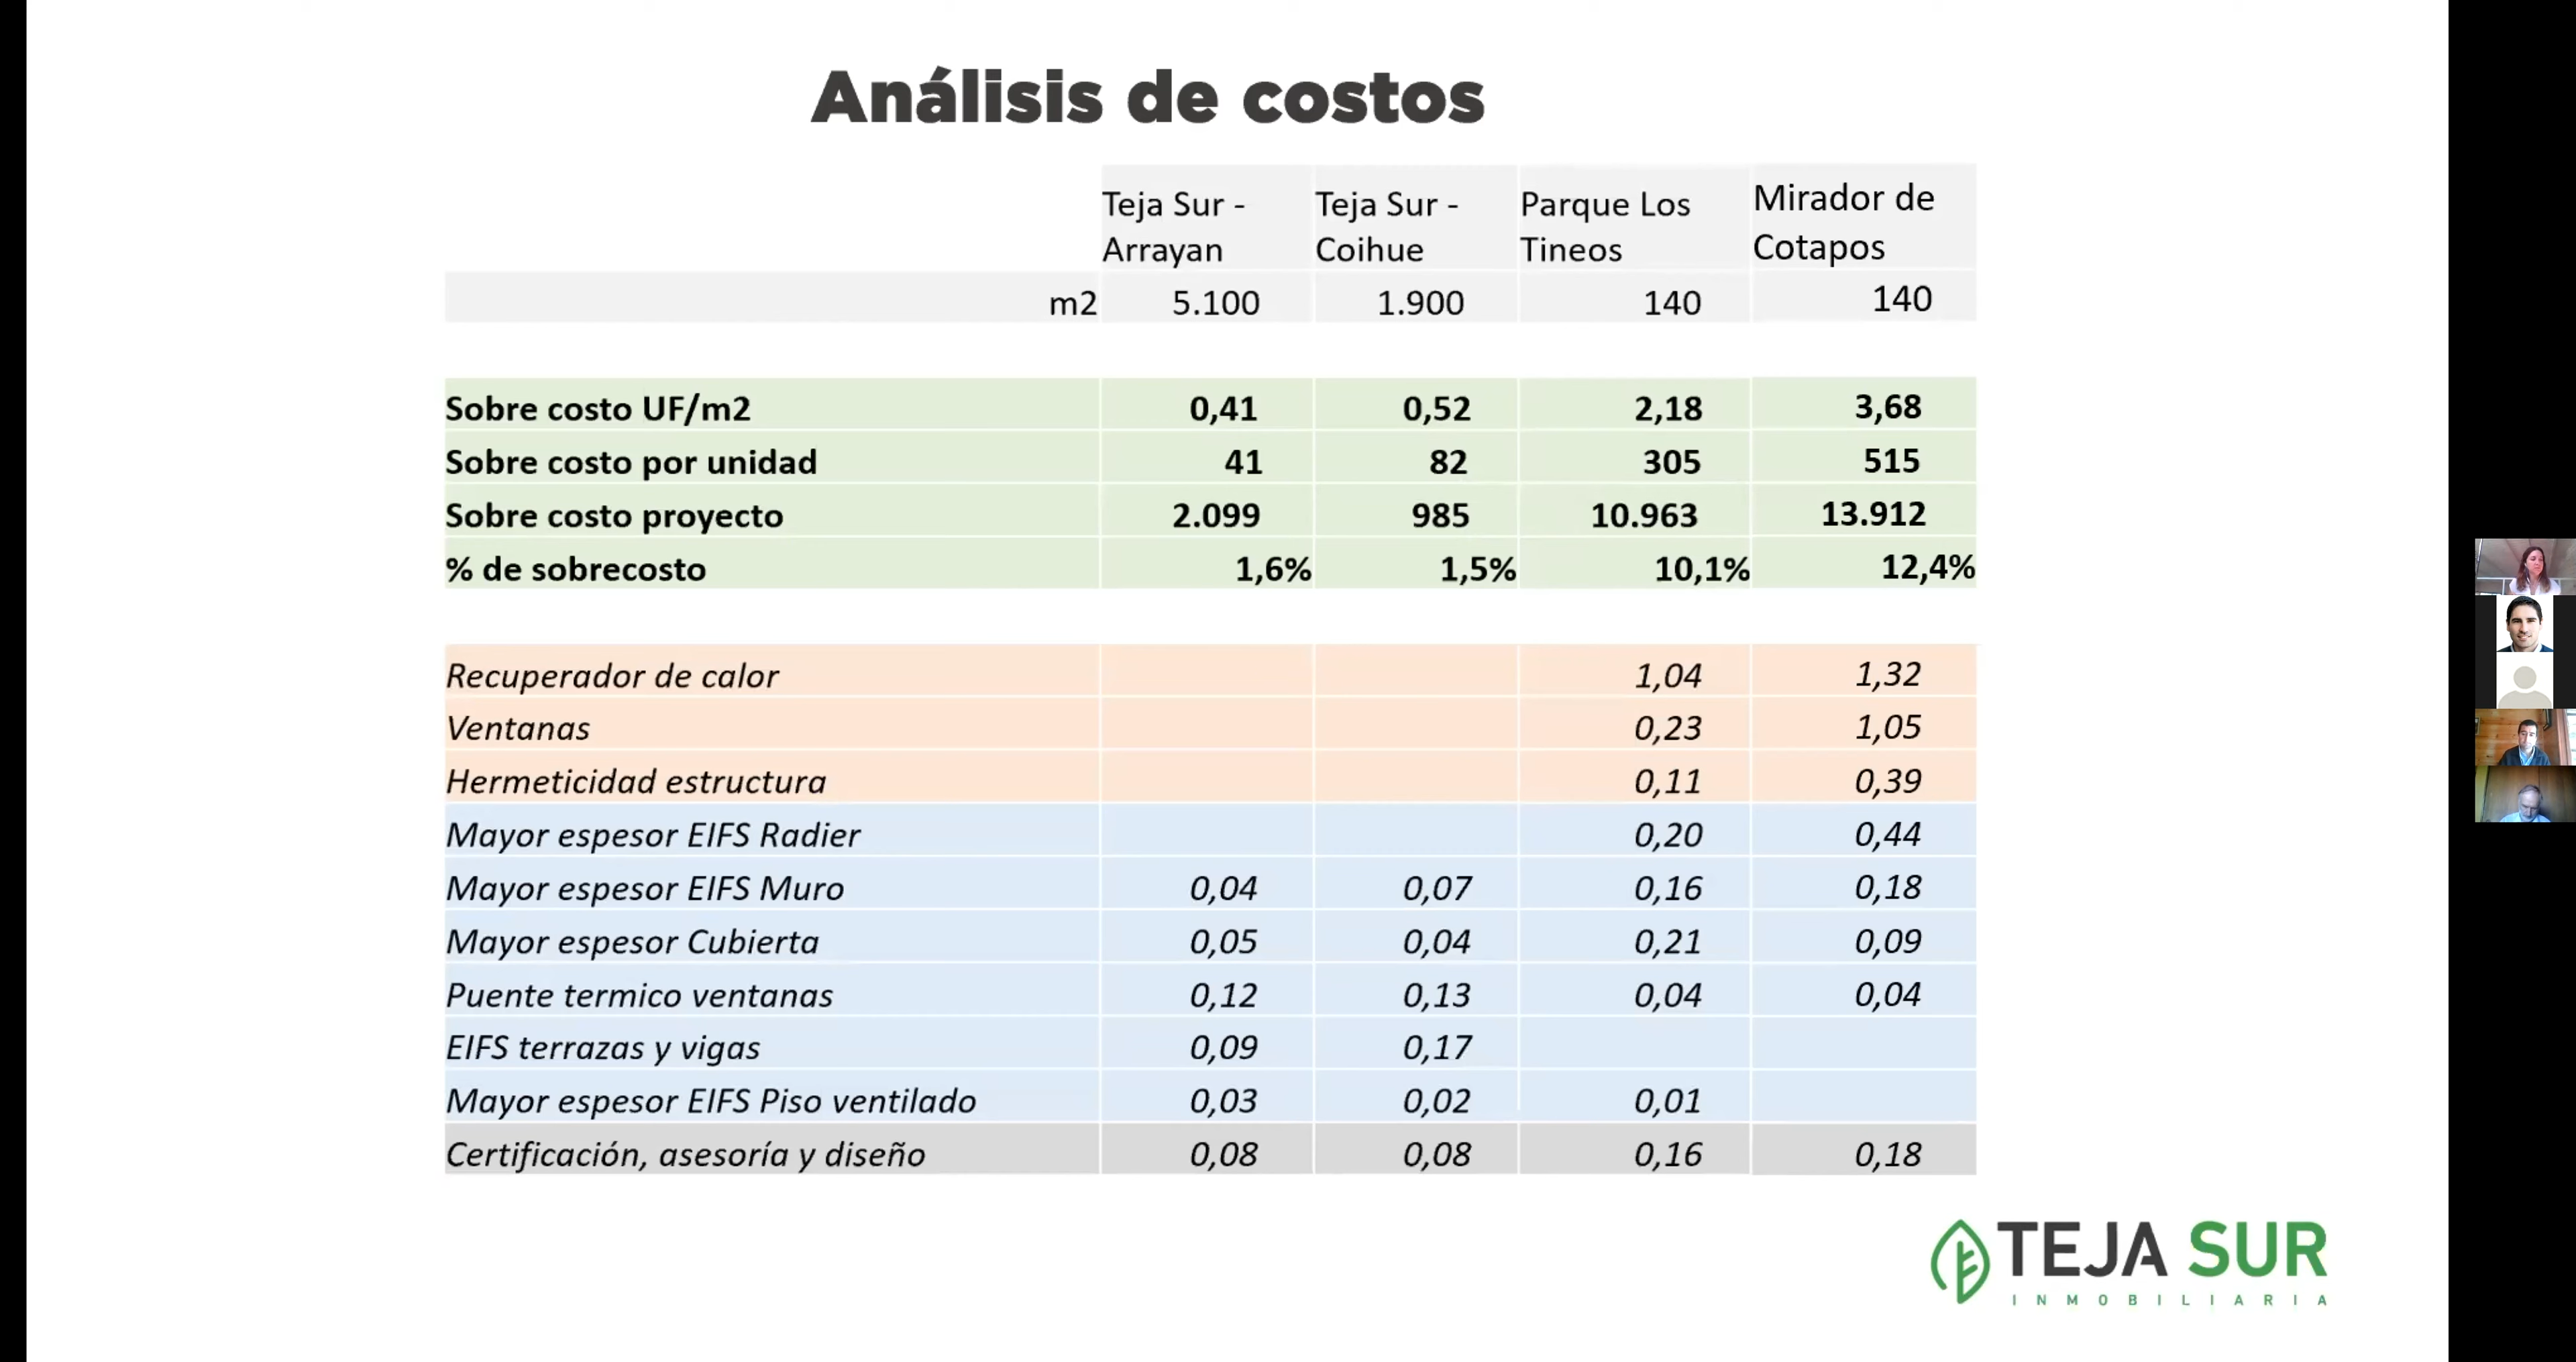 Análisis de costos
Teja Sur - Arrayan	Teja Sur - Coihue	Parque Los Tineos	Mirador de Cotapos
m2	5.100	1.900	140	140
Sobre costo UF/m2	0,41	0,52	2,18	3,68
Sobre costo por unidad	41	82	305	515
Sobre costo proyecto	2.099	985	10.963	13.912
% de sobrecosto	1,6%	1,5%	10,1%	12,4%
Recuperador de calor	1,04	1,32
Ventanas	0,23	1,05
Hermeticidad estructura	0,11	0,39
Mayor espesor EIFS Radier	0,20	0,44
Mayor espesor EIFS Muro	0,04	0,07	0,16	0,18
Mayor espesor Cubierta	0,05	0,04	0,21	0,09
Puente termico ventanas	0,12	0,13	0,04	0,04
EIFS terrazas y vigas	0,09	0,17
Mayor espesor EIFS Piso ventilado	0,03	0,02	0,01
Certificación, asesoría y diseño	0,08	0,08	0,16	0,18
TEJA SUR
INMOBILIARIA